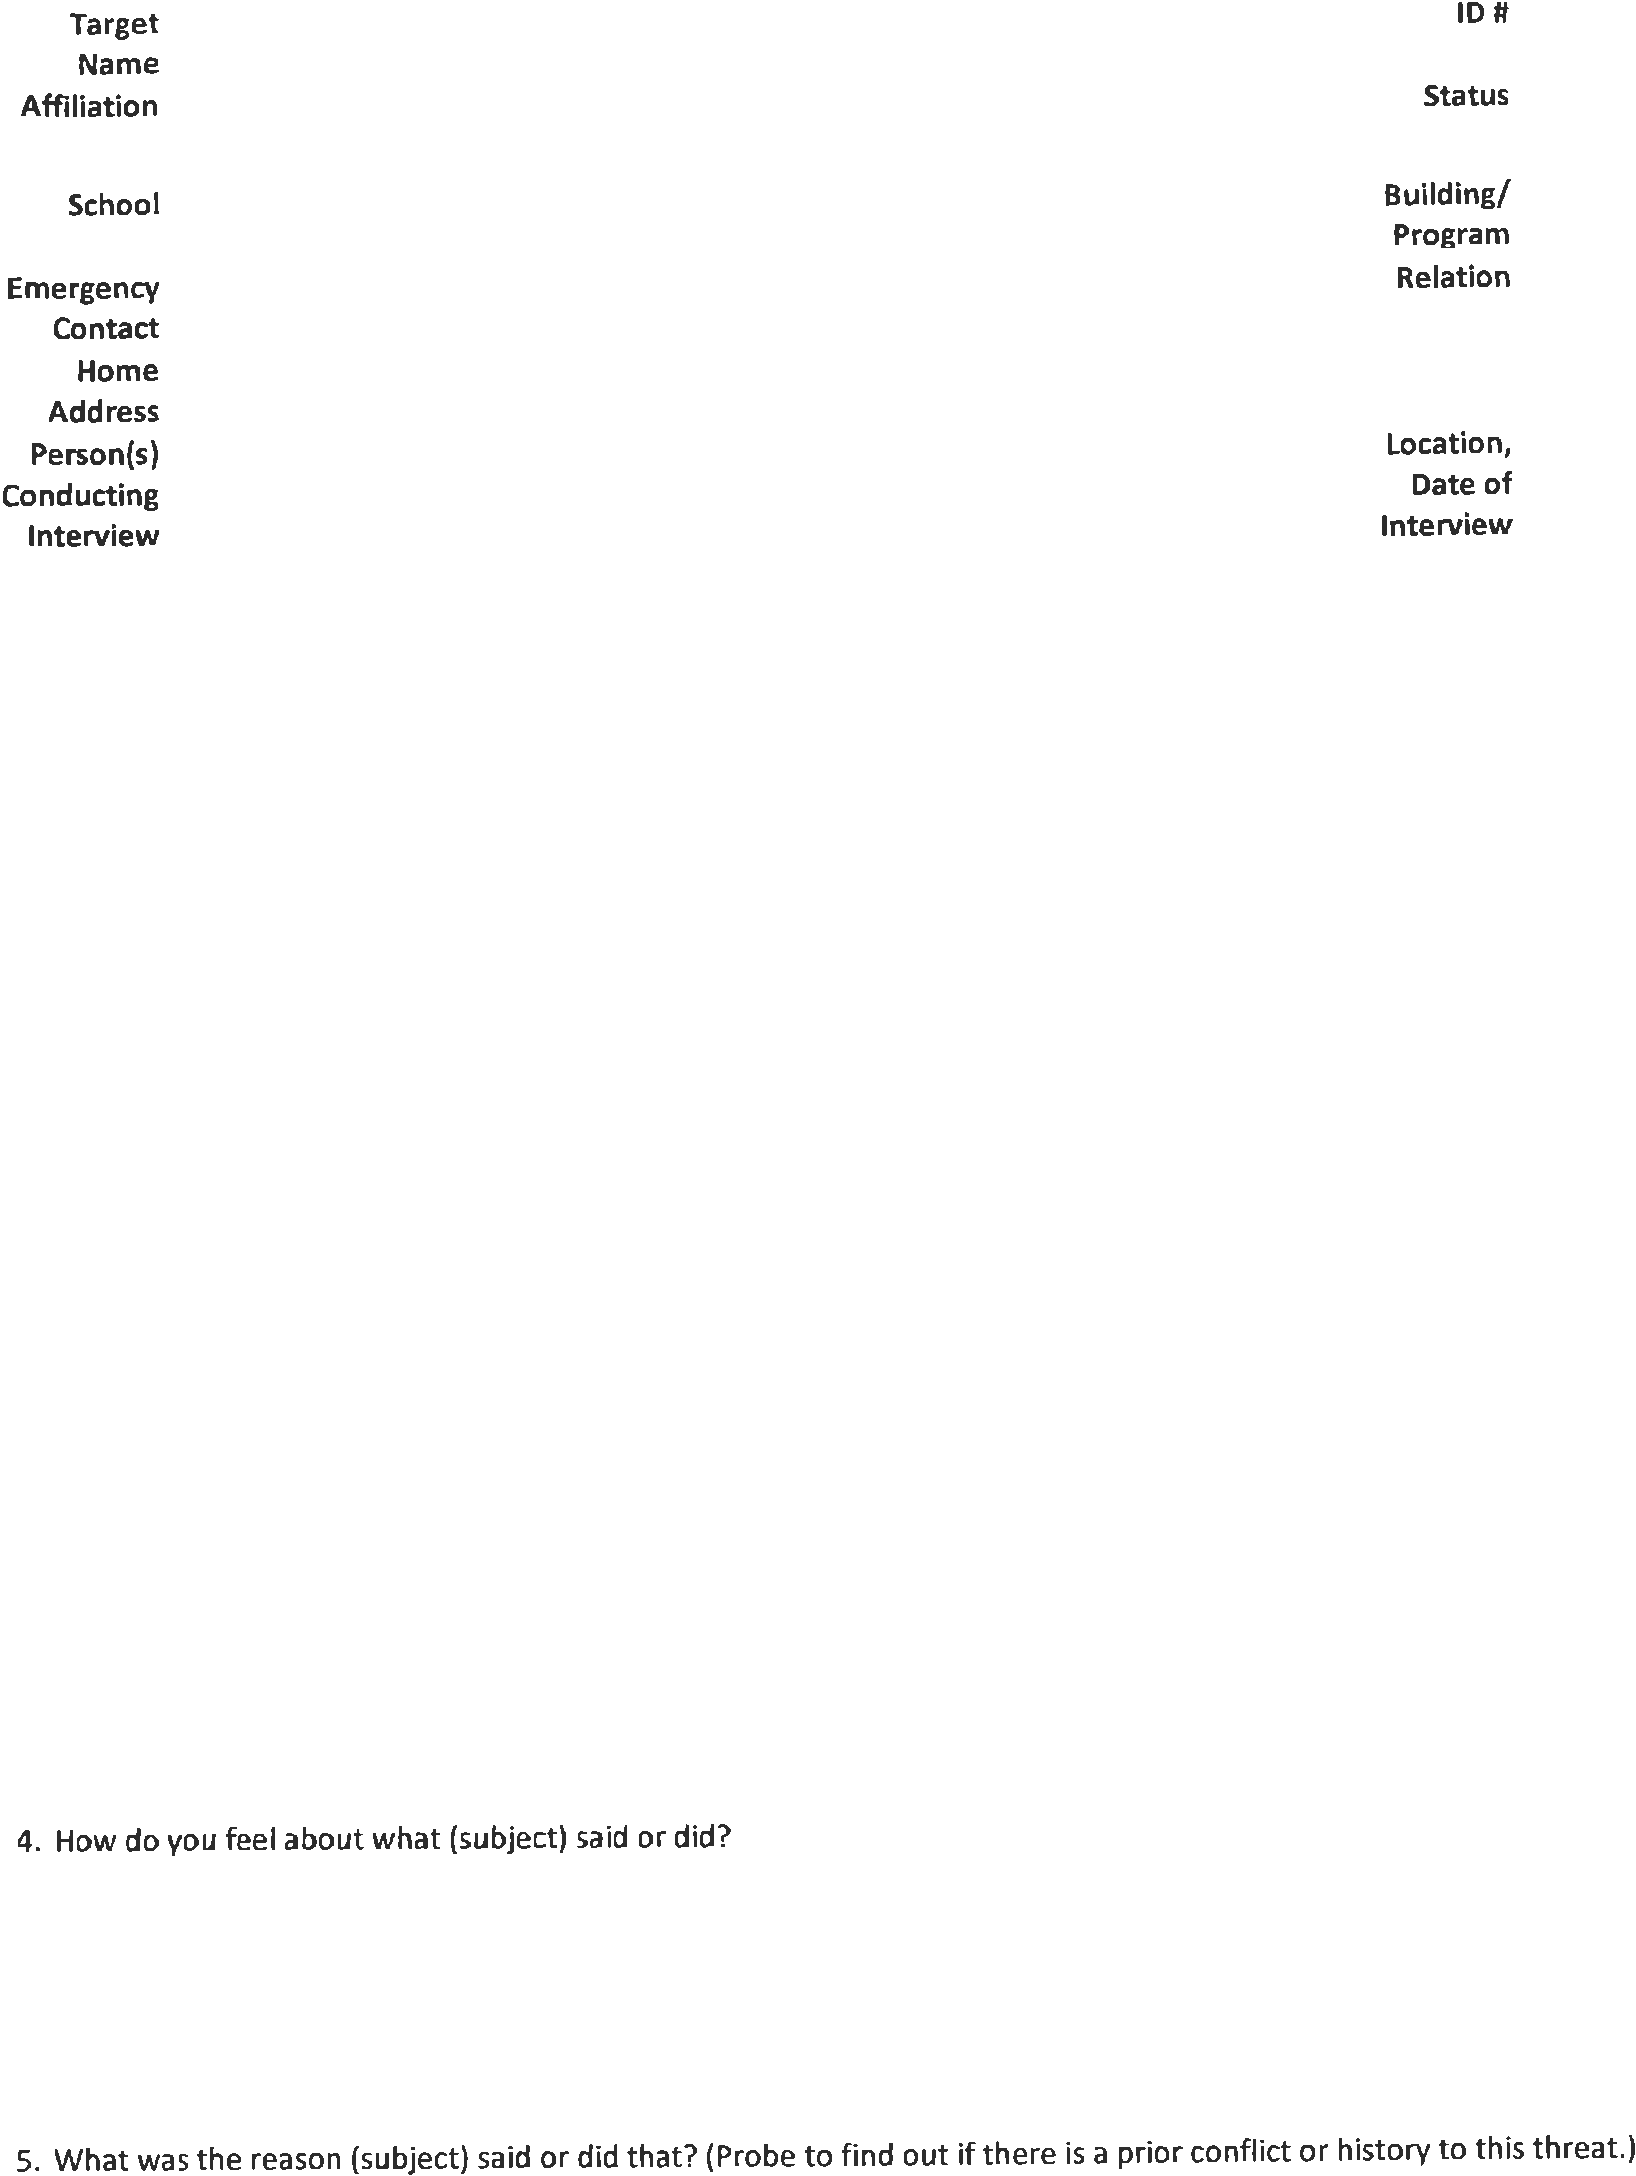 Target
Name
ID #
Affiliation
Status
School
Building/
Program
Emergency
Contact
Relation
Home
Address
Person(s)
Conducting
Interview
Location,
Date of
Interview
4. How do you feel about what (subject) said or did?
5. What was the reason (subject) said or did that? (Probe to find out if there is a prior conflict or history to this threat.)